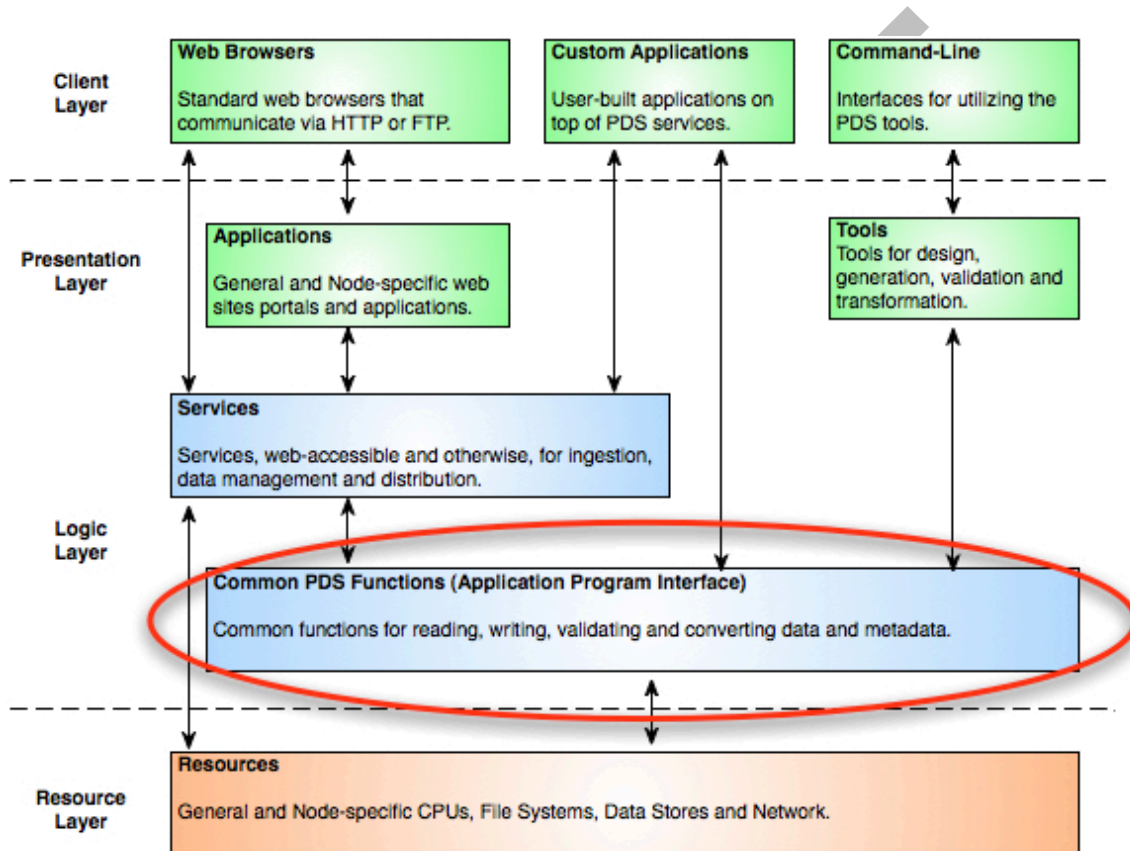 Client
Layer
Web Browsers
Standard web browsers that
communicate via HTTP or FTP.
Custom Applications
User-built applications on
top of PDS services.
Command-Line
Interfaces for utilizing the
PDS tools.
Presentation
Layer
Applications
General and Node-specific web
sites portals and applications.
Tools
Tools for design,
generation, validation and
transformation.
Services
Services, web-accessible and otherwise, for ingestion,
data management and distribution.
Logic
Layer
Common PDS Functions (Application Program Interface)
Common functions for reading, writing, validating and converting data and metadata.
Resource
Layer
Resources
General and Node-specific CPUs, File Systems, Data Stores and Network.